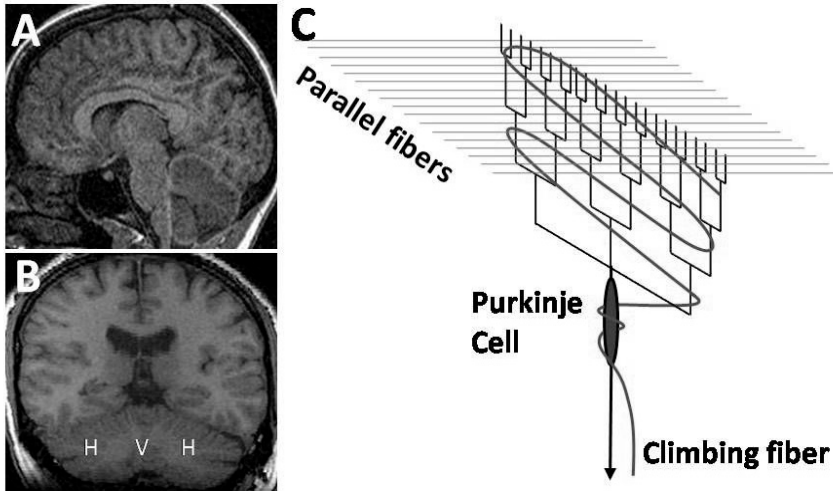 A
B
H V H
C
Parallel fibers
Purkinje
Cell
Climbing fiber